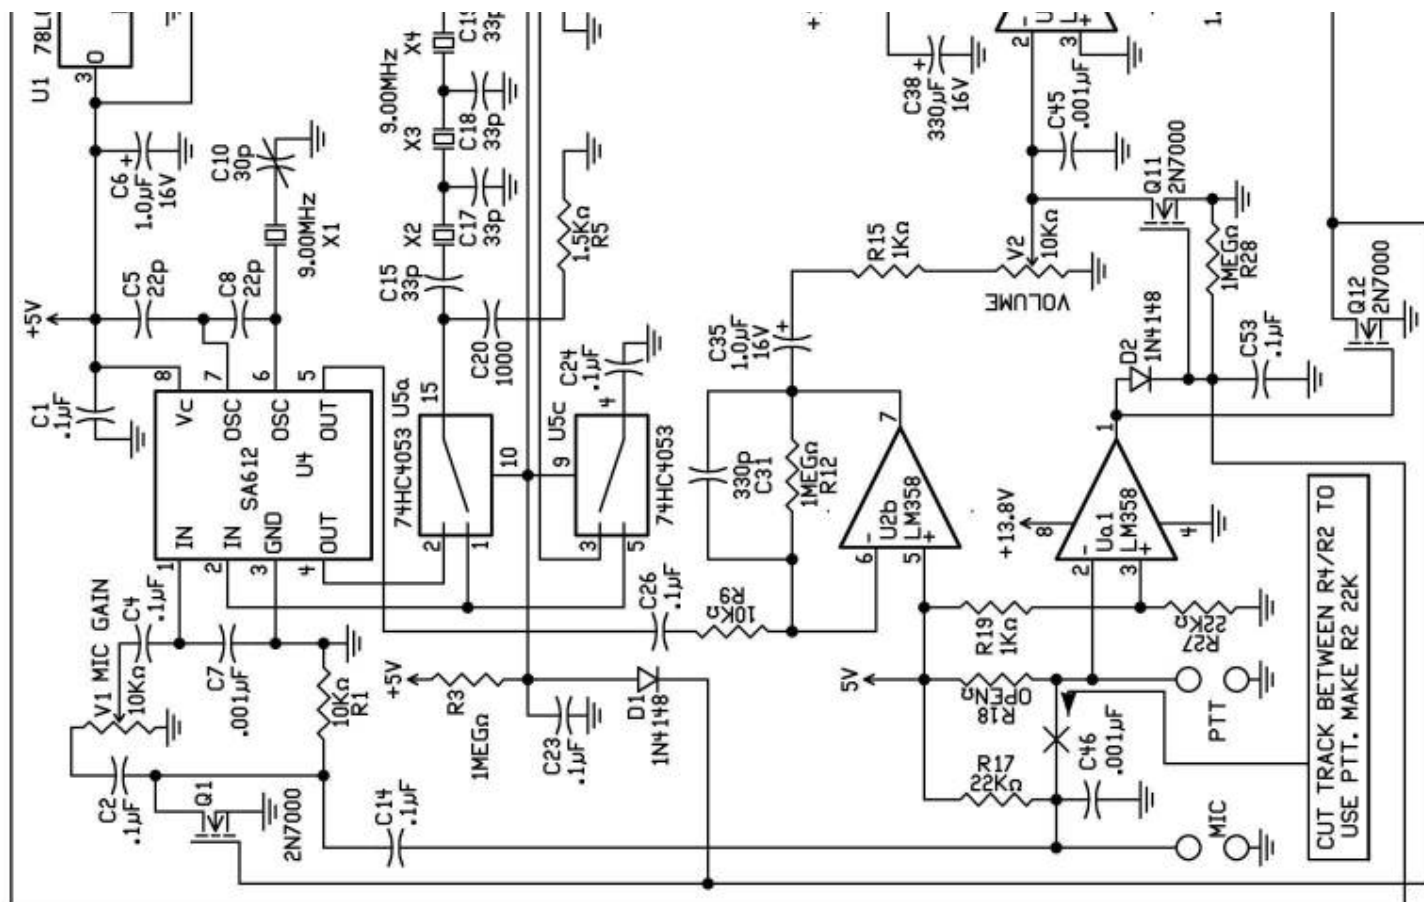 U1
78L
O
3
C6
1.0µF
16V
+
C10
30p
9.00MHz
X1
+5V
C5
22p
C8
22p
C1
.1µF
8
7
6
5
Vc
OSC
OSC
OUT
SA612
U4
IN
IN
GND
OUT
1
2
3
4
V1 MIC GAIN
10KΩ
C4
.1µF
C7
.001µF
10KΩ
R1
C2
.1µF
Q1
2N7000
C14
.1µF
X4
33p
9.00MHz
X3
C18
33p
X2
C17
33p
C15
33p
C20
1000
1.5KΩ
R5
C24
.1µF
15
U5a
74HC4053
10
2
1
4
U5c
9
74HC4053
3
5
+5V
R3
1MEGΩ
C23
.1µF
D1
1N4148
C26
.1µF
R9
10KΩ
330p
C31
1MEGΩ
R12
C35
1.0µF
16V
+
R15
1KΩ
V2
10KΩ
VOLUME
+
C38
330µF
16V
-
+
2
3
C45
.001µF
Q11
2N7000
1MEGΩ
R28
D2
1N4148
C53
.1µF
Q12
2N7000
7
U2b
LM358
-
+
6
5
1
+13.8V
8
Ua1
LM358
4
-
+
2
3
R19
1KΩ
22KΩ
R27
5V
OPEN
Ω
R18
R17
22KΩ
C46
.001µF
PTT
MIC
CUT TRACK BETWEEN R4/R2 TO
USE PTT. MAKE R2 22K